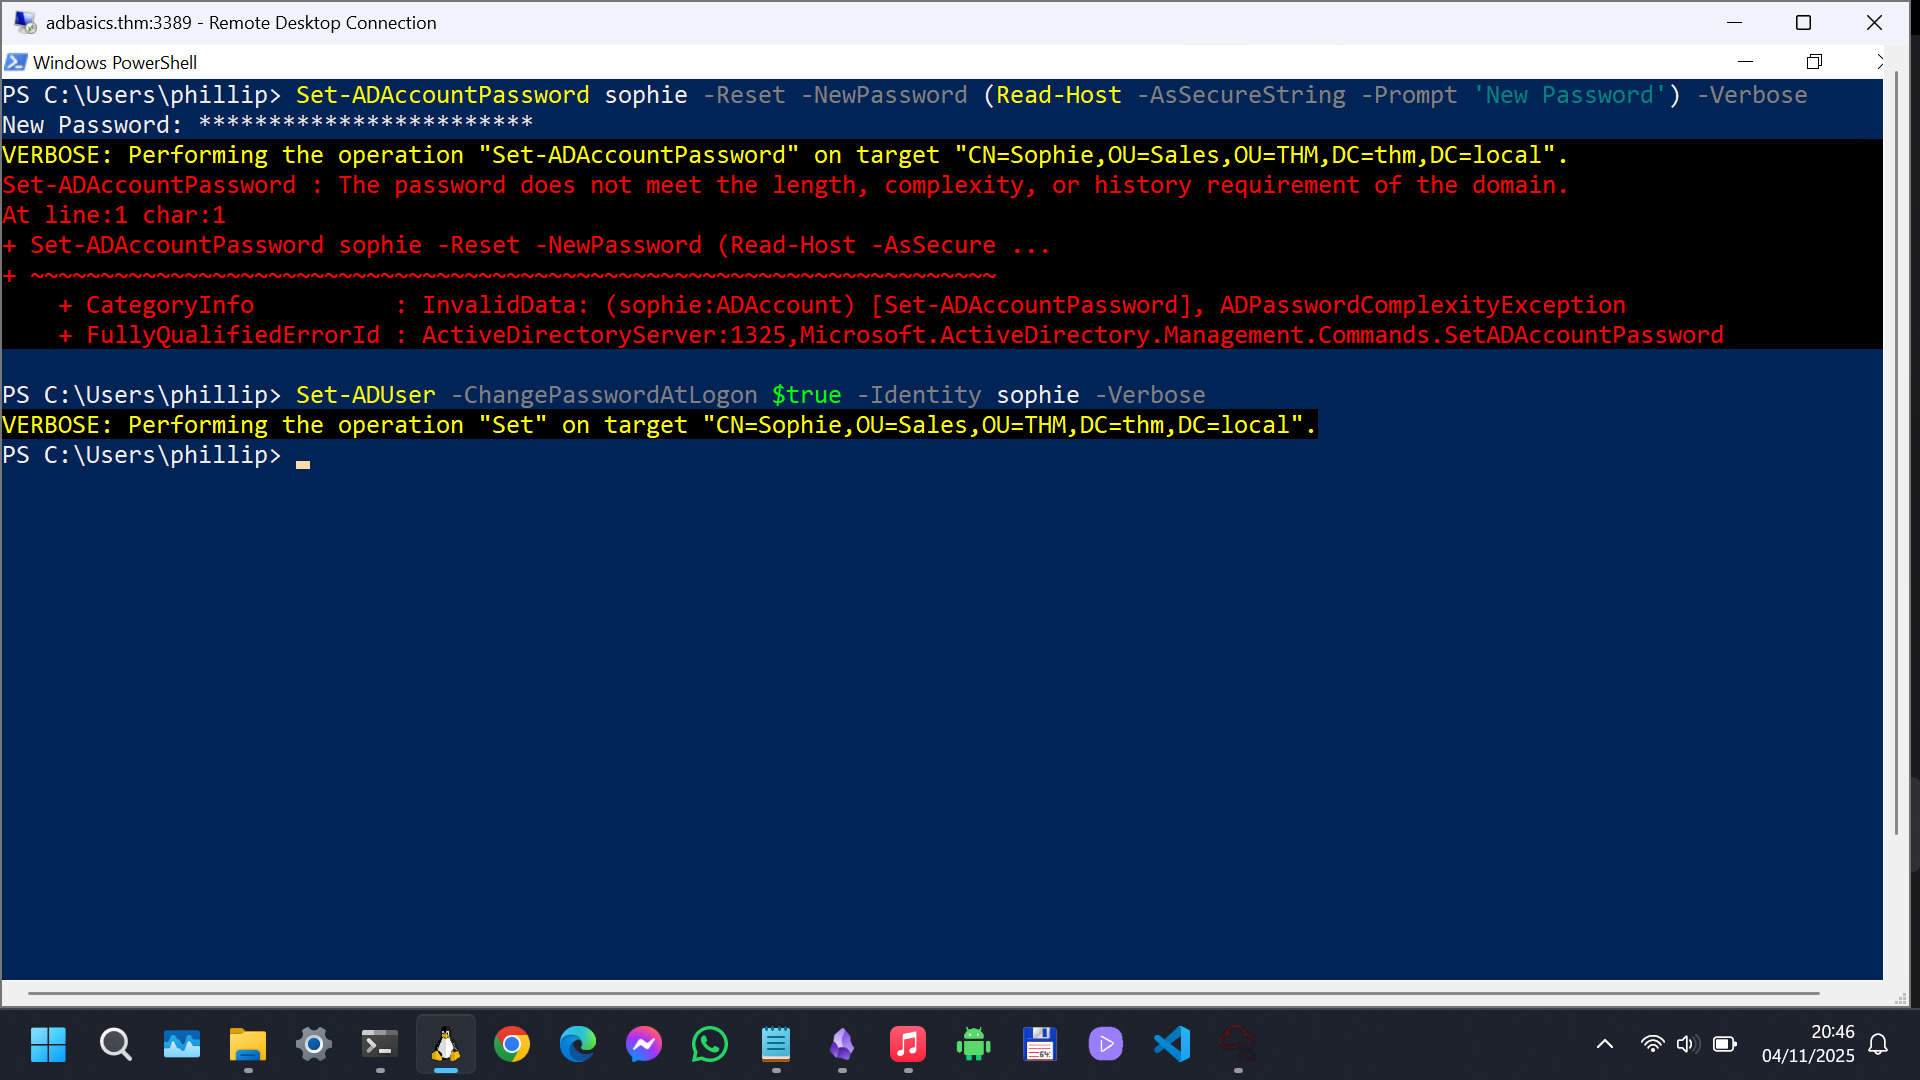 adbasics.thm:3389 - Remote Desktop Connection
Windows PowerShell
PS C:\Users\phillip> Set-ADAccountPassword sophie -Reset -NewPassword (Read-Host -AsSecureString -Prompt 'New Password') -Verbose
New Password: ************************
VERBOSE: Performing the operation "Set-ADAccountPassword" on target "CN=Sophie,OU=Sales,OU=THM,DC=thm,DC=local".
Set-ADAccountPassword : The password does not meet the length, complexity, or history requirement of the domain.
At line:1 char:1
+ Set-ADAccountPassword sophie -Reset -NewPassword (Read-Host -AsSecure ...
+ ~~~~~~~~~~~~~~~~~~~~~~~~~~~~~~~~~~~~~~~~~~~~~~~~~~~~~~~~~~~~~~~~~~~~~
    + CategoryInfo          : InvalidData: (sophie:ADAccount) [Set-ADAccountPassword], ADPasswordComplexityException
    + FullyQualifiedErrorId : ActiveDirectoryServer:1325,Microsoft.ActiveDirectory.Management.Commands.SetADAccountPassword
PS C:\Users\phillip> Set-ADUser -ChangePasswordAtLogon $true -Identity sophie -Verbose
VERBOSE: Performing the operation "Set" on target "CN=Sophie,OU=Sales,OU=THM,DC=thm,DC=local".
PS C:\Users\phillip>
64
20:46
04/11/2025